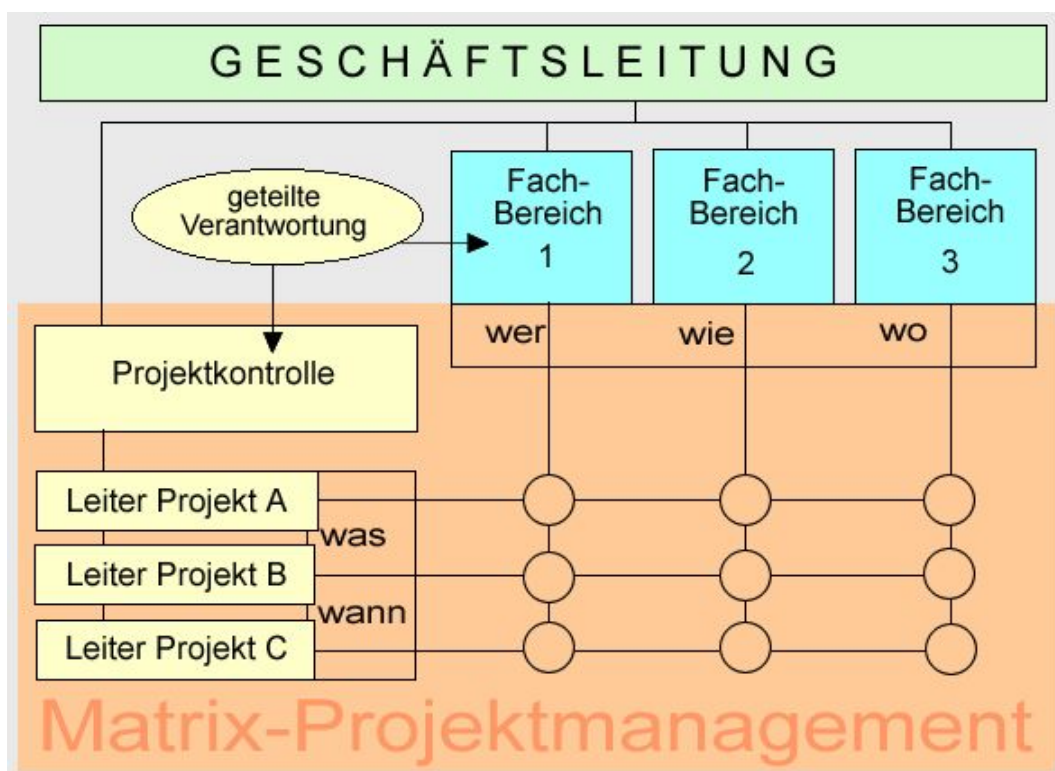 GESCHÄFTSLEITUNG
geteilte
Verantwortung
Fach-
Bereich
1
Fach-
Bereich
2
Fach-
Bereich
3
wer
wie
wo
Projektkontrolle
Leiter Projekt A
was
Leiter Projekt B
wann
Leiter Projekt C
Matrix-Projektmanagement